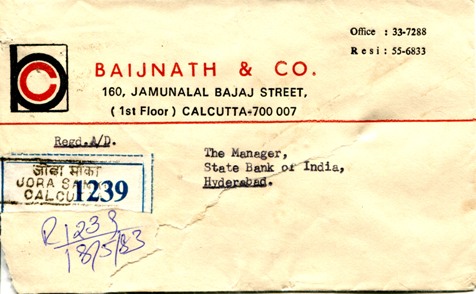 Office : 33-7288
Resi : 55-6833
bc
BAIJNATH & CO.
160, JAMUNALAL BAJAJ STREET,
(1st Floor) CALCUTTA-700 007
Regd.A/D.
The Manager,
State Bank of India,
Hyderabad.
JORA
CALCU 1239
R 1239
18/5/83